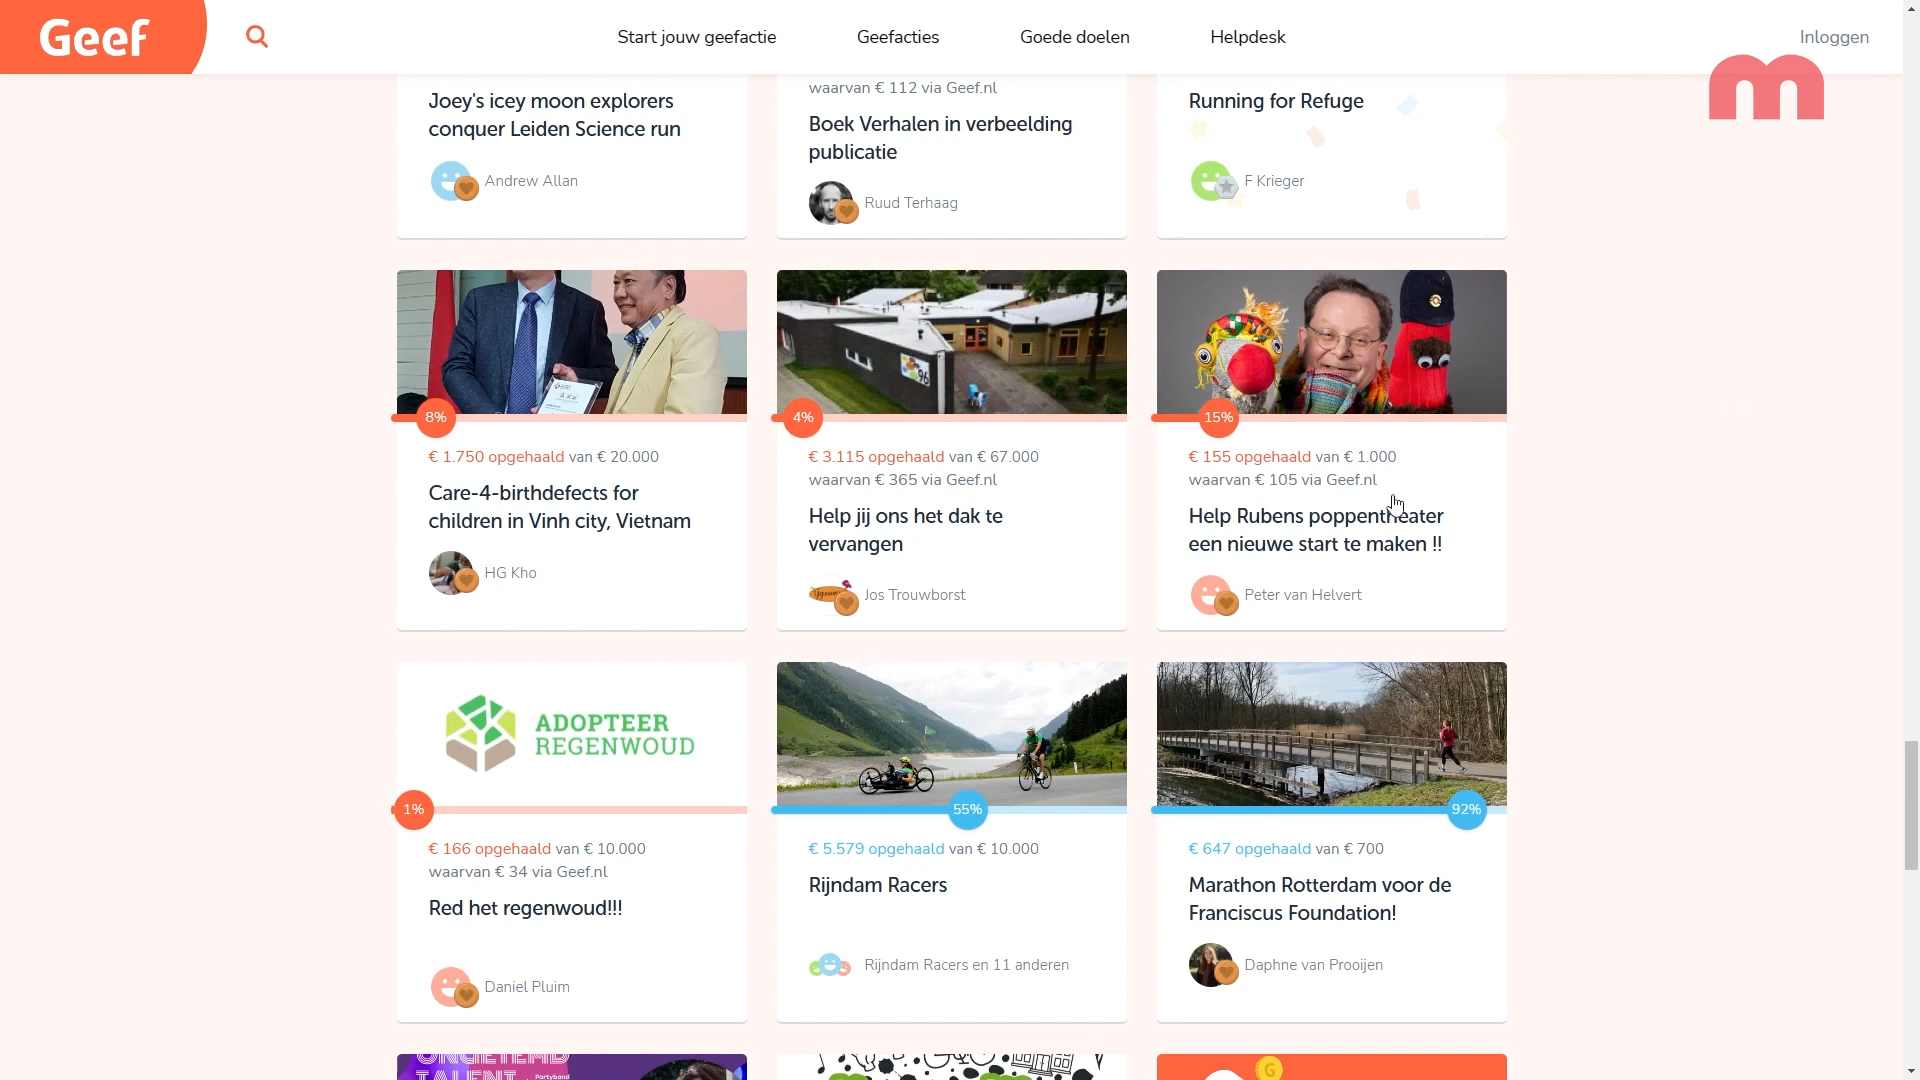 Geef
Start jouw geefactie
Geefacties
Goede doelen
Helpdesk
Inloggen
m
Joey's icey moon explorers
conquer Leiden Science run
Andrew Allan
waarvan € 112 via Geef.nl
Boek Verhalen in verbeelding
publicatie
Ruud Terhaag
Running for Refuge
F Krieger
8%
€ 1.750 opgehaald van € 20.000
Care-4-birthdefects for
children in Vinh city, Vietnam
HG Kho
96
4%
€ 3.115 opgehaald van € 67.000
waarvan € 365 via Geef.nl
Help jij ons het dak te
vervangen
Jos Trouwborst
15%
€ 155 opgehaald van € 1.000
waarvan € 105 via Geef.nl
Help Rubens poppentheater
een nieuwe start te maken !!
Peter van Helvert
ADOPTEER
REGENWOUD
1%
€ 166 opgehaald van € 10.000
waarvan € 34 via Geef.nl
Red het regenwoud!!!
Daniel Pluim
55%
€ 5.579 opgehaald van € 10.000
Rijndam Racers
Rijndam Racers en 11 anderen
92%
€ 647 opgehaald van € 700
Marathon Rotterdam voor de
Franciscus Foundation!
Daphne van Prooijen
ONGETEMD
TALENT
Partyband
G